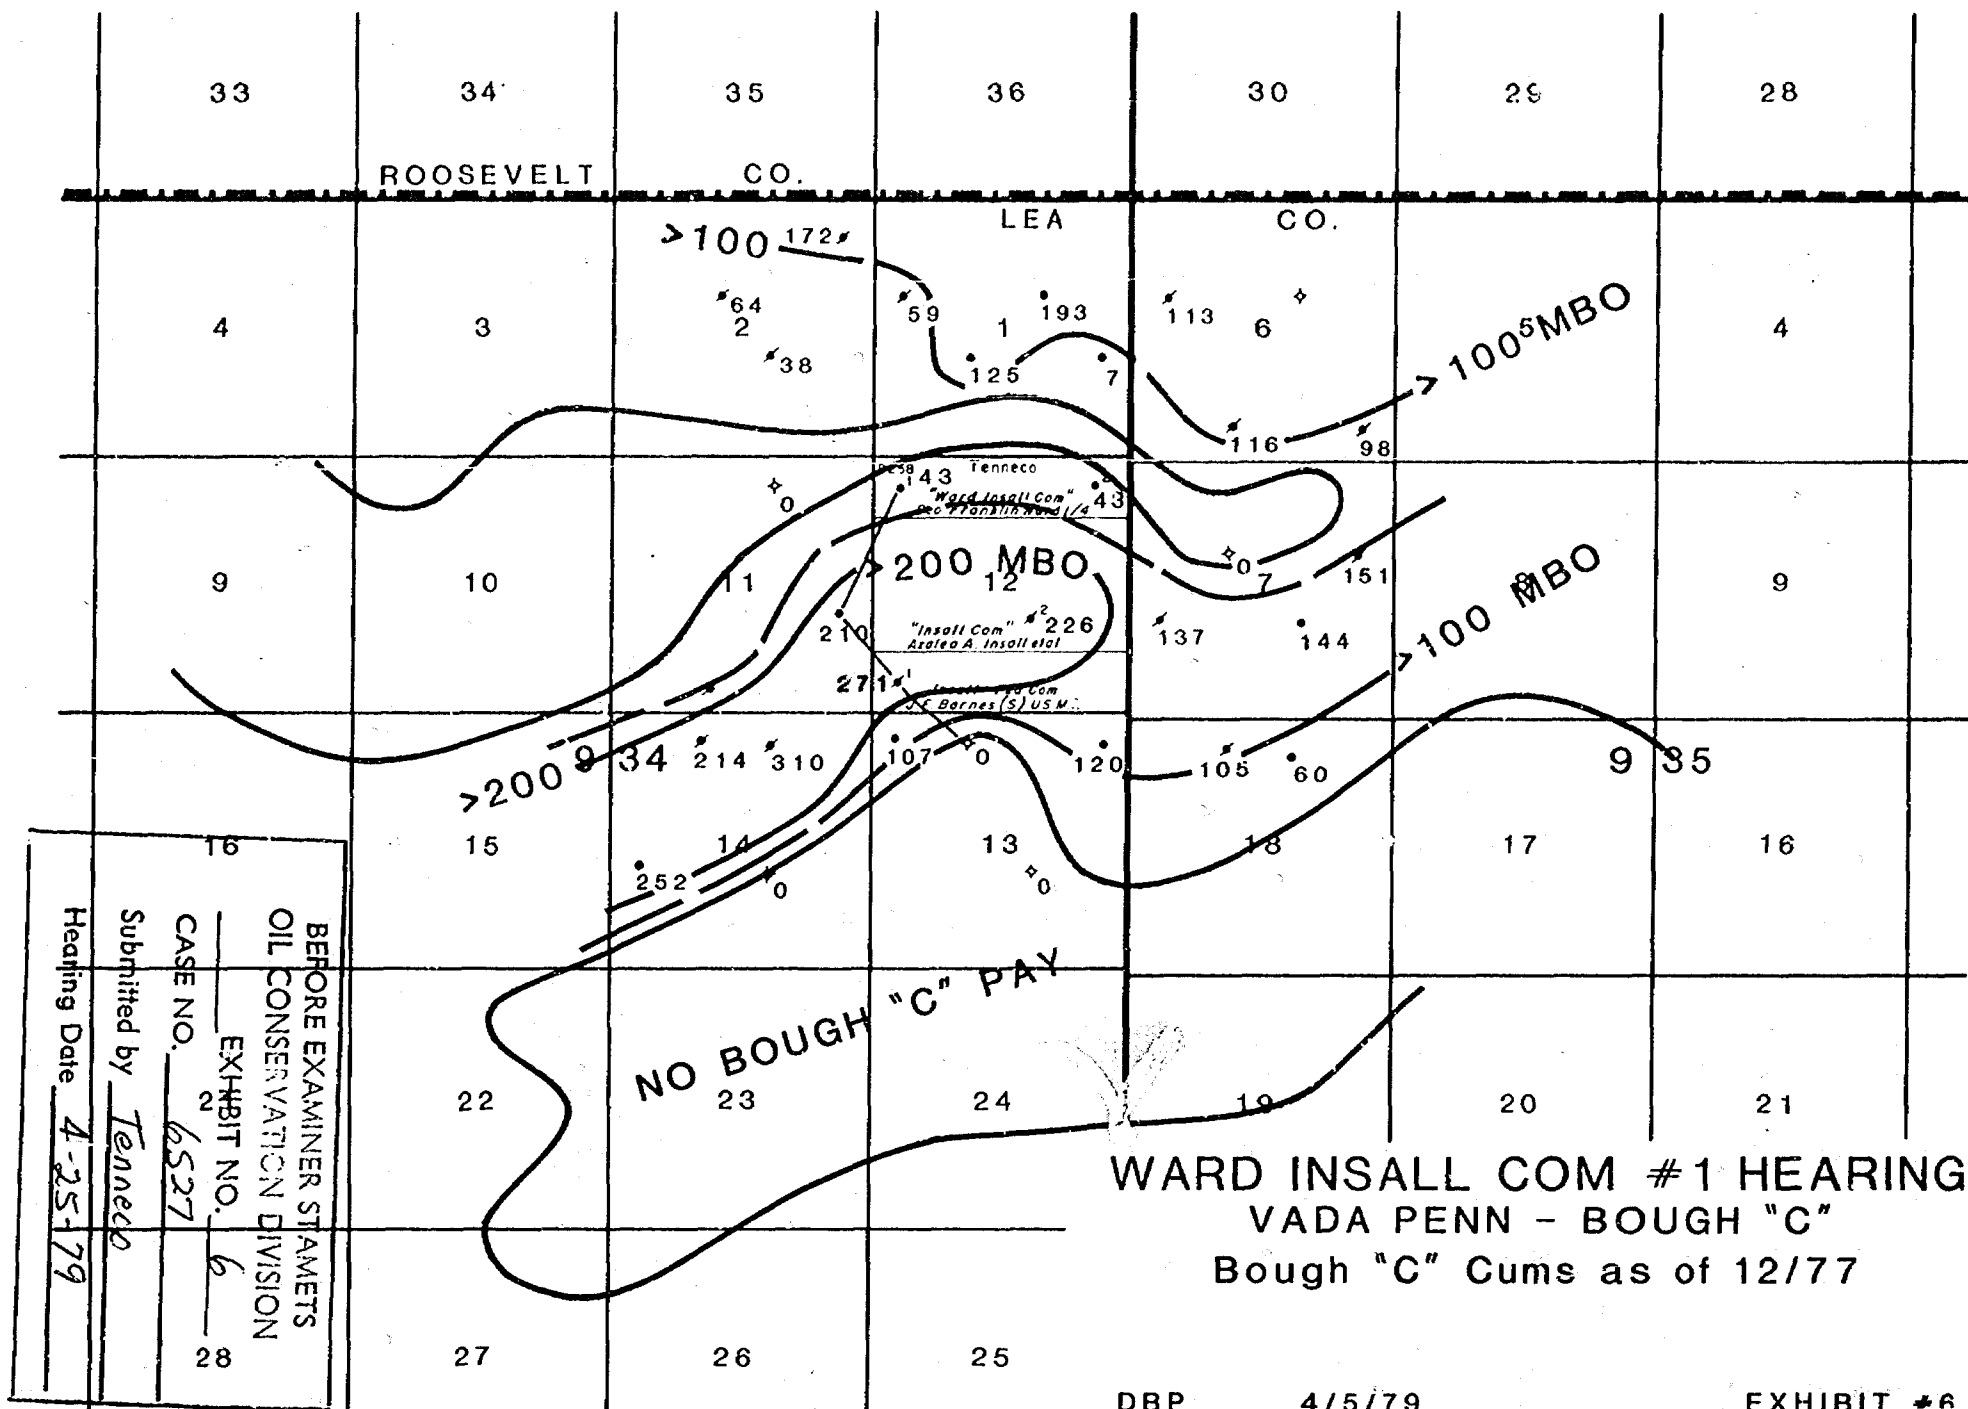 33 34 35 36 30 29 28
ROOSEVELT CO.
LEA CO.
>100 172
64 59 193 113
4 3 2 1 6 5 4
> 100 MBO
38 125 7
116 98
Tenneco
0 143 43
"Ward Insall Com"
> 200 MBO
0 151
9 10 11 12 7 8 9
>100 MBO
210 226 137 144
"Insall Com"
Azalea A. Insall etal
271
Com
J.F. Barnes (S) U.S.M.
9 34 214 310 107 0 120 105 60 9 35
>200
16 15 14 13 18 17 16
252 0 0
NO BOUGH "C" PAY
22 23 24 19 20 21
WARD INSALL COM #1 HEARING
VADA PENN - BOUGH "C"
Bough "C" Cums as of 12/77
28 27 26 25
DBP 4/5/79 EXHIBIT #6
BEFORE EXAMINER STAMETS
OIL CONSERVATION DIVISION
EXHIBIT NO. 6
CASE NO. 6527
Submitted by Tenneco
Hearing Date 4-25-79